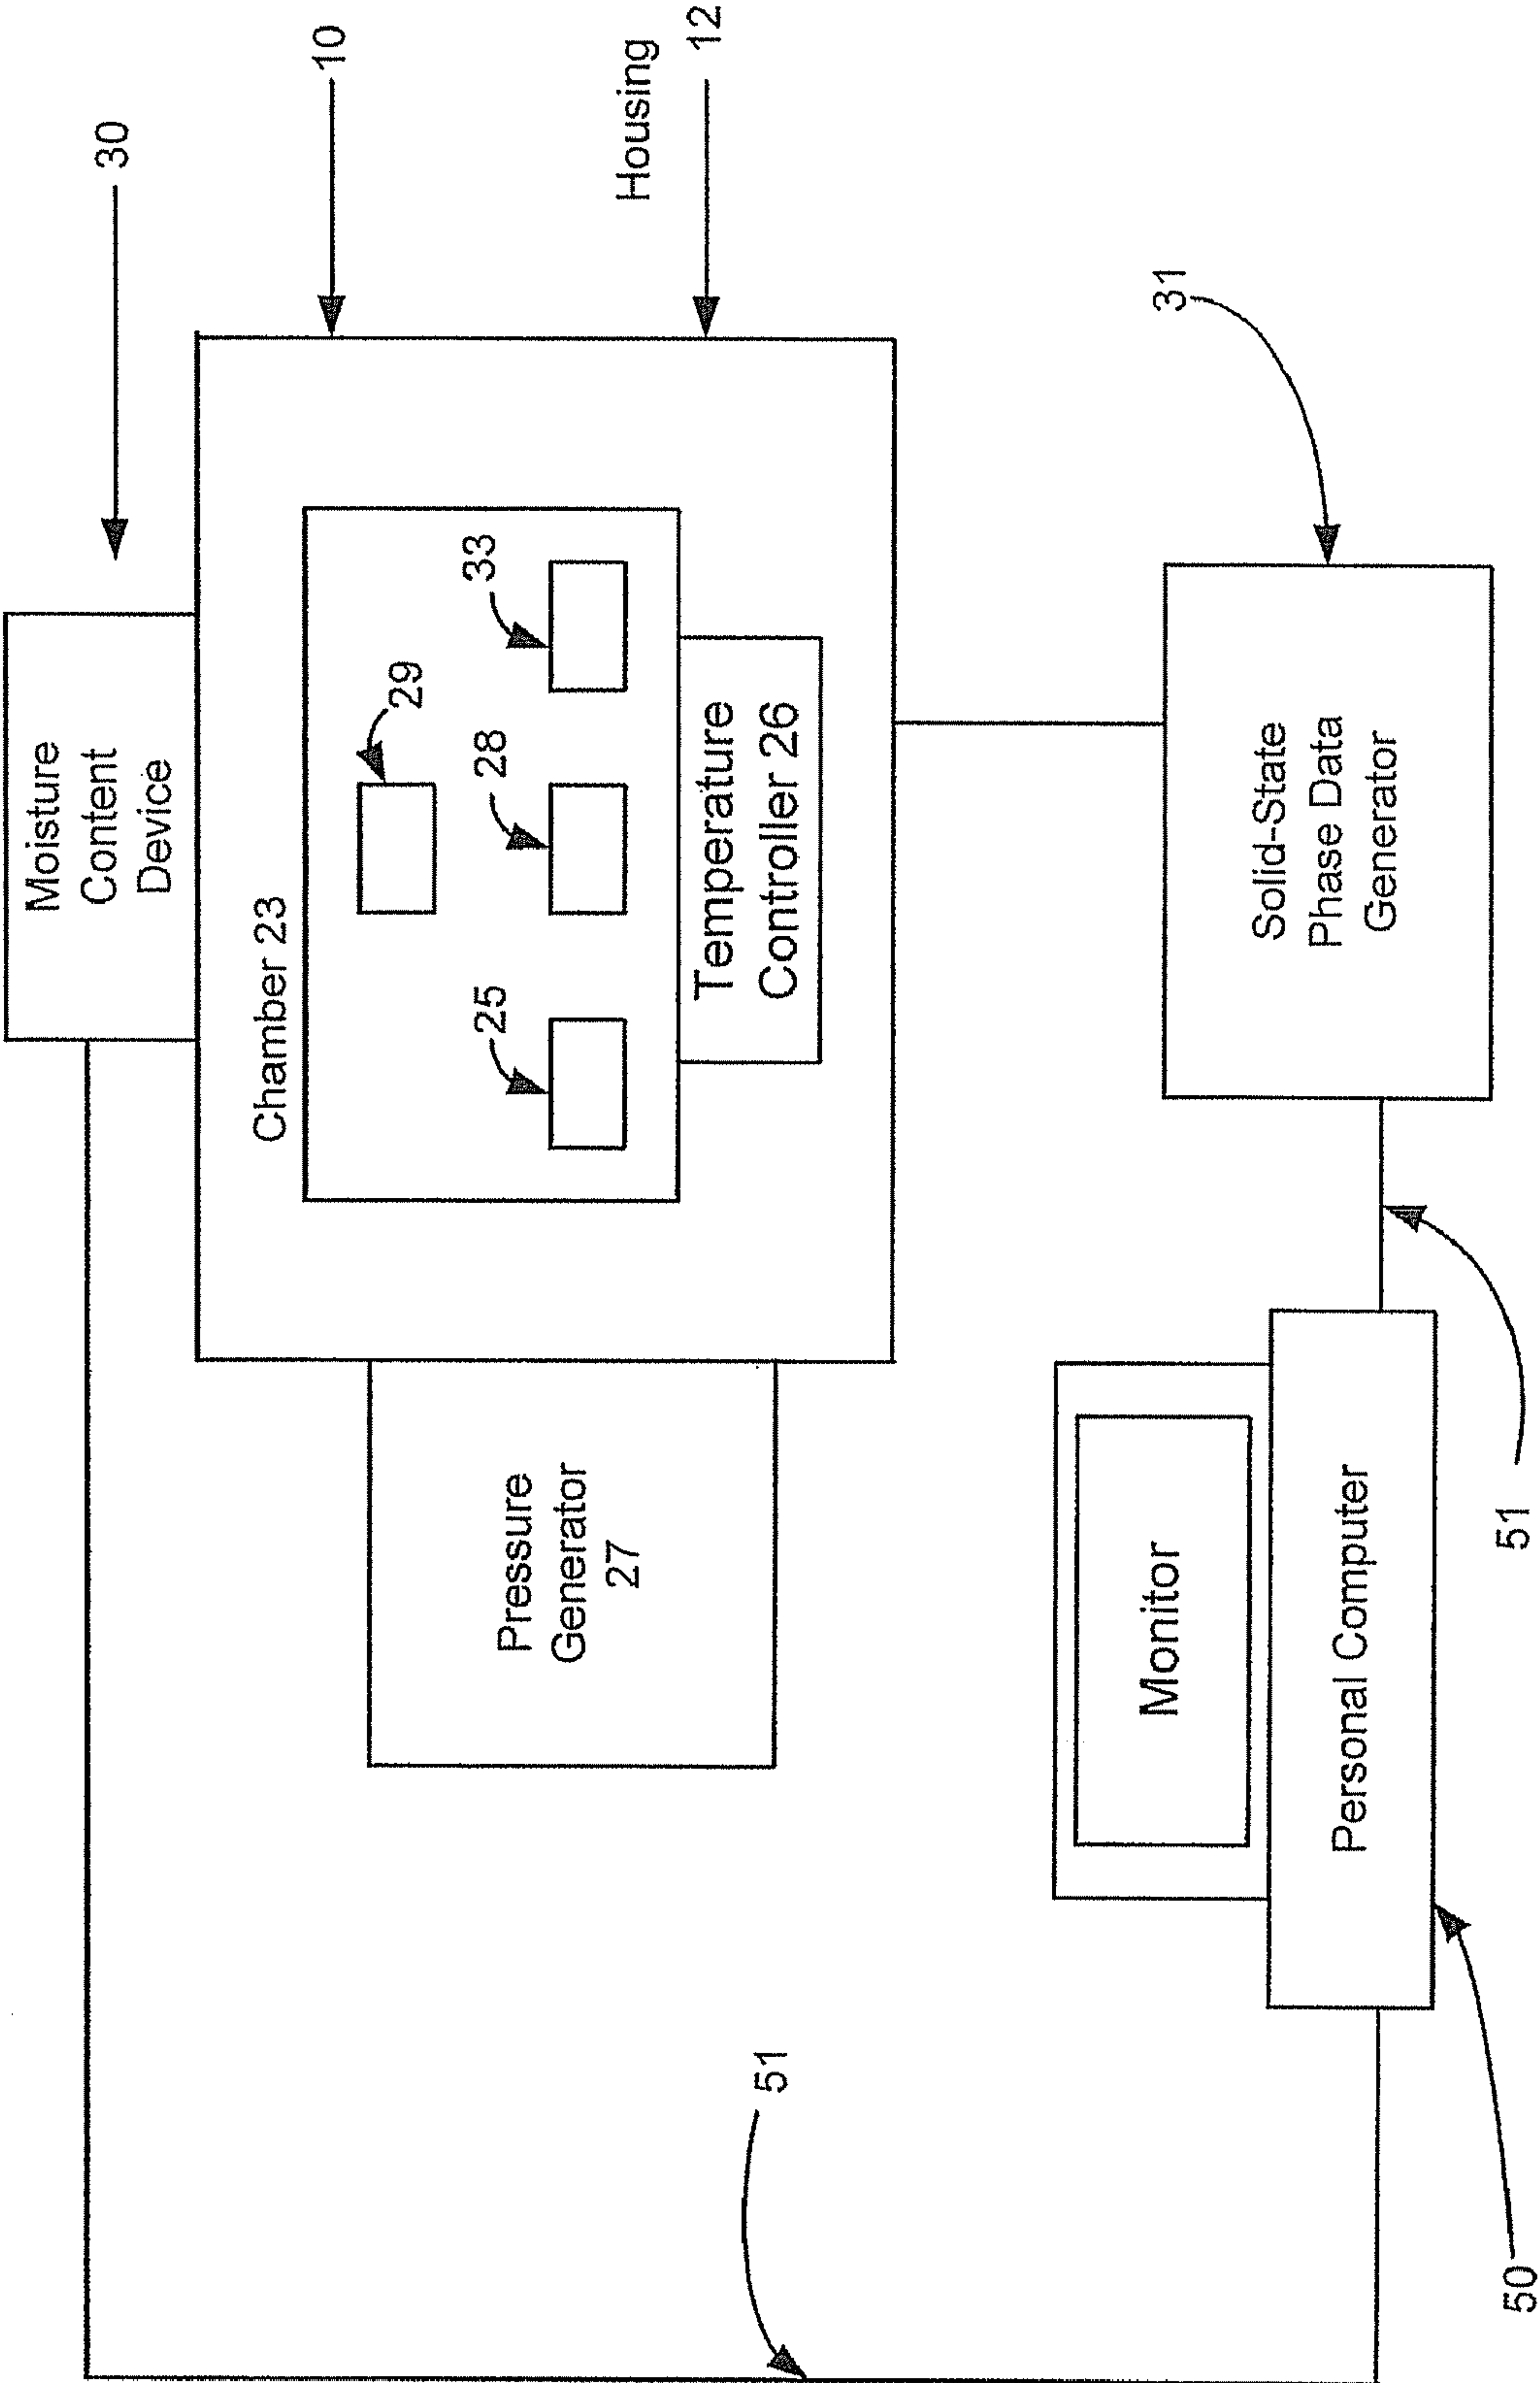 30
10
Housing
12
Moisture
Content
Device
Chamber 23
29
33
28
25
Temperature
Controller 26
31
Solid-State
Phase Data
Generator
Pressure
Generator
27
51
Monitor
Personal Computer
51
50